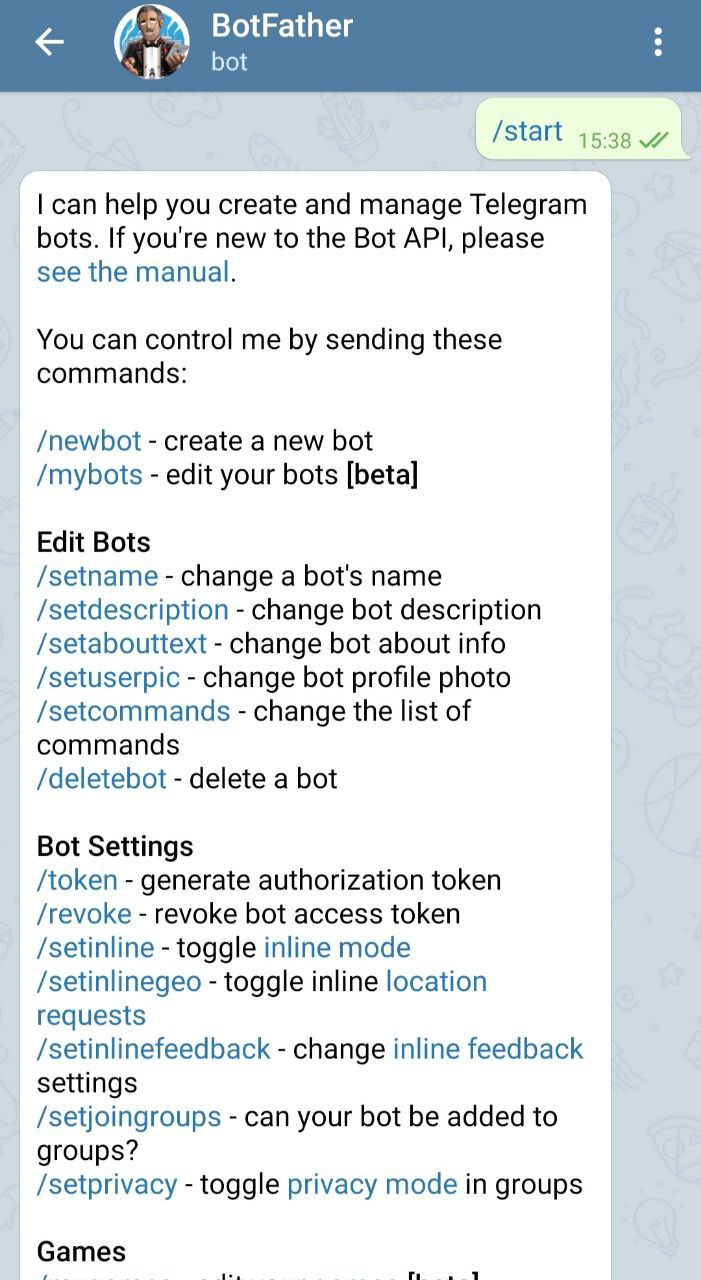 BotFather
bot
/start 15:38
I can help you create and manage Telegram
bots. If you're new to the Bot API, please
see the manual.
You can control me by sending these
commands:
/newbot - create a new bot
/mybots - edit your bots [beta]
Edit Bots
/setname - change a bot's name
/setdescription - change bot description
/setabouttext - change bot about info
/setuserpic - change bot profile photo
/setcommands - change the list of
commands
/deletebot - delete a bot
Bot Settings
/token - generate authorization token
/revoke - revoke bot access token
/setinline - toggle inline mode
/setinlinegeo - toggle inline location
requests
/setinlinefeedback - change inline feedback
settings
/setjoingroups - can your bot be added to
groups?
/setprivacy - toggle privacy mode in groups
Games